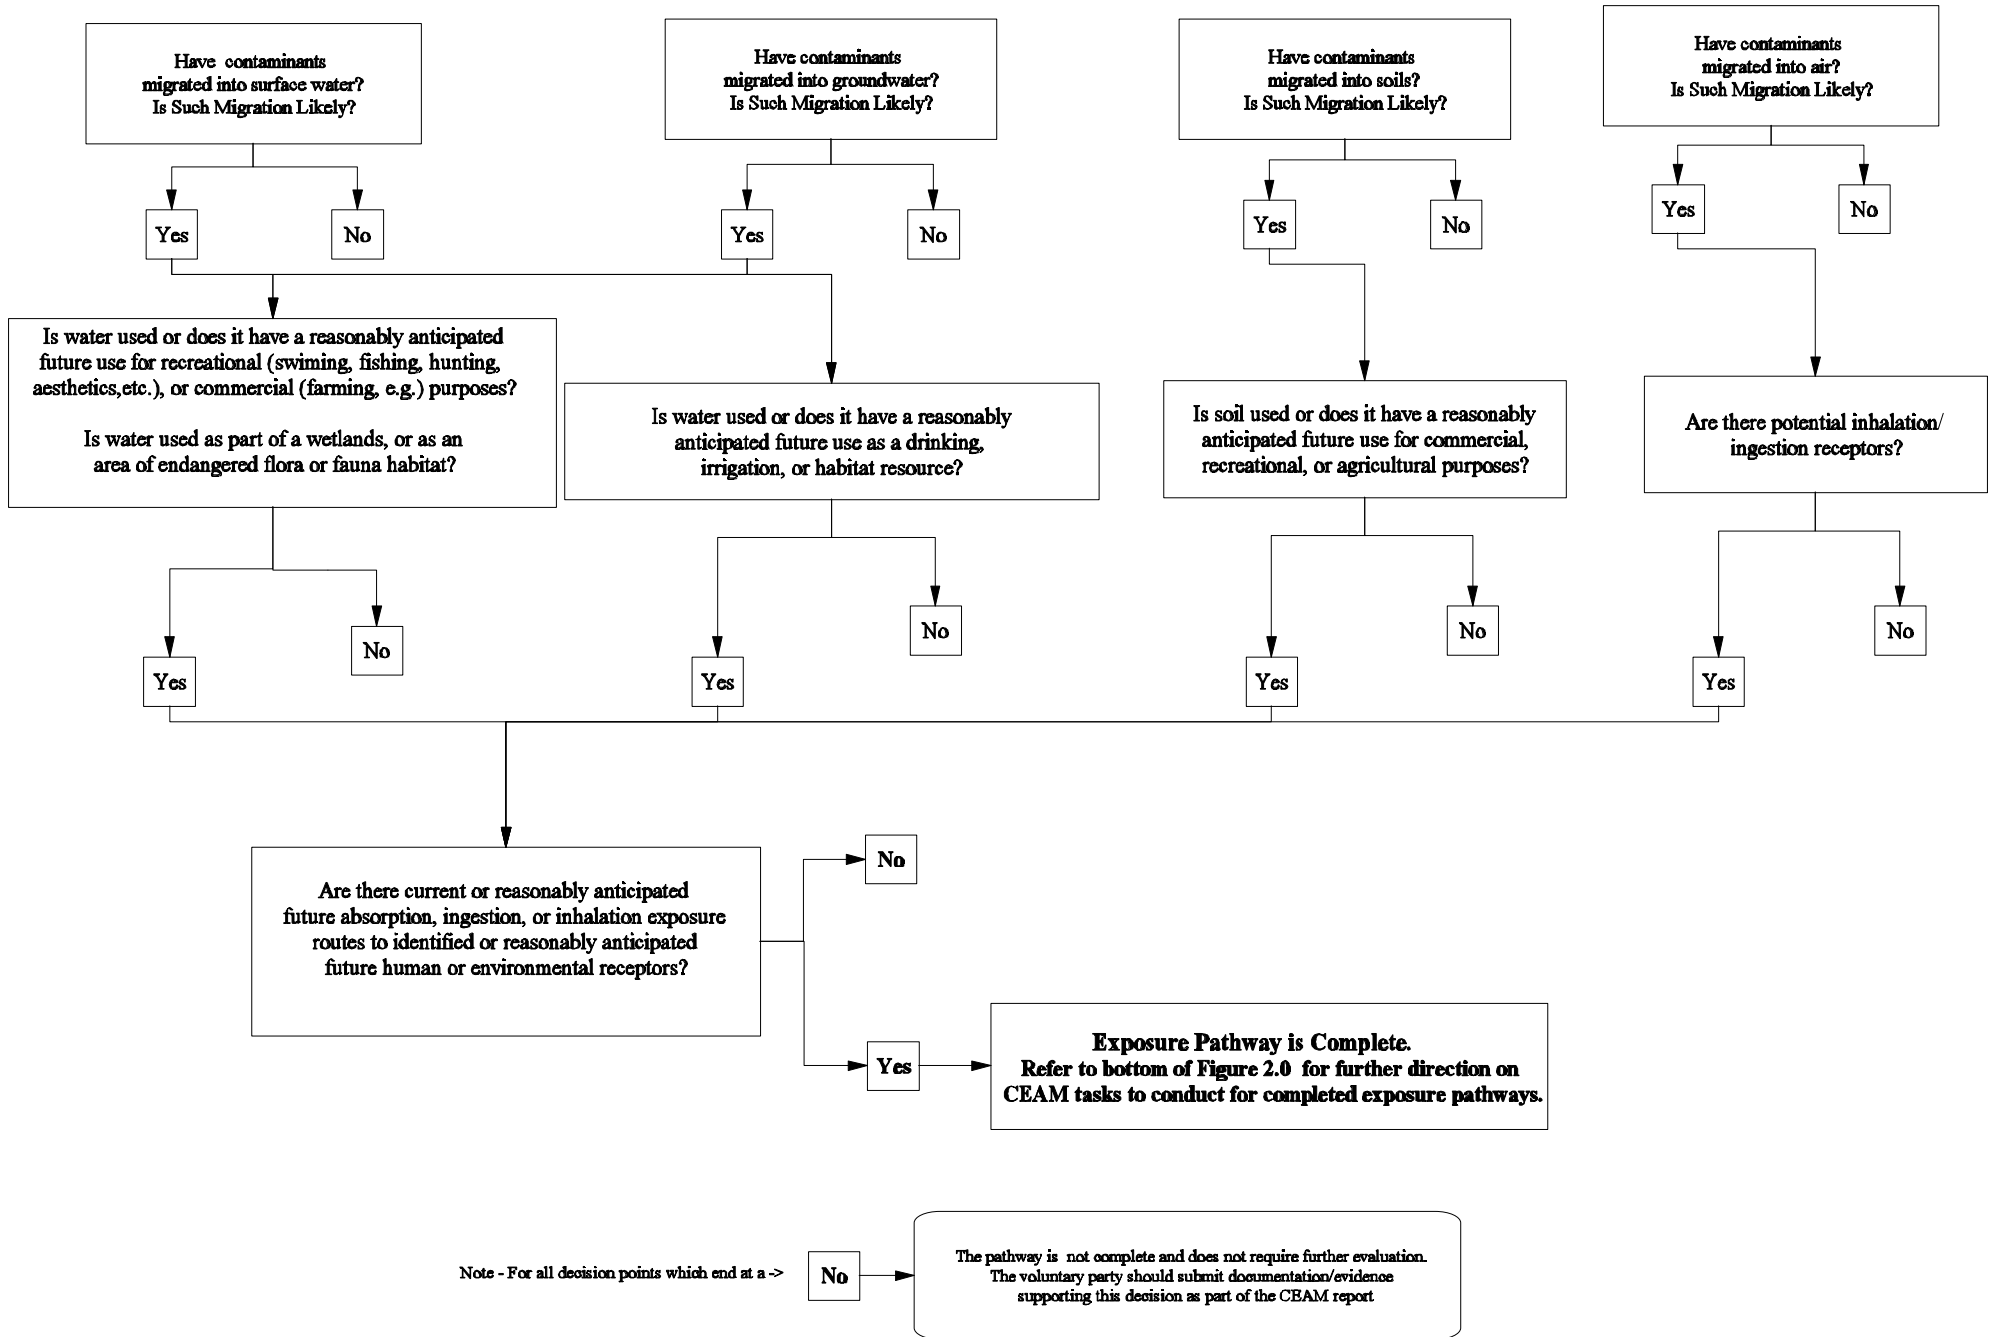 Have contaminants
migrated into surface water?
Is Such Migration Likely?
Have contaminants
migrated into groundwater?
Is Such Migration Likely?
Have contaminants
migrated into soils?
Is Such Migration Likely?
Have contaminants
migrated into air?
Is Such Migration Likely?
Yes
No
Yes
No
Yes
No
Yes
No
Is water used or does it have a reasonably anticipated
future use for recreational (swiming, fishing, hunting,
aesthetics,etc.), or commercial (farming, e.g.) purposes?
Is water used as part of a wetlands, or as an
area of endangered flora or fauna habitat?
Is water used or does it have a reasonably
anticipated future use as a drinking,
irrigation, or habitat resource?
Is soil used or does it have a reasonably
anticipated future use for commercial,
recreational, or agricultural purposes?
Are there potential inhalation/
ingestion receptors?
Yes
No
Yes
No
Yes
No
Yes
No
Are there current or reasonably anticipated
future absorption, ingestion, or inhalation exposure
routes to identified or reasonably anticipated
future human or environmental receptors?
No
Yes
Exposure Pathway is Complete.
Refer to bottom of Figure 2.0 for further direction on
CEAM tasks to conduct for completed exposure pathways.
Note - For all decision points which end at a ->
No
The pathway is not complete and does not require further evaluation.
The voluntary party should submit documentation/evidence
supporting this decision as part of the CEAM report